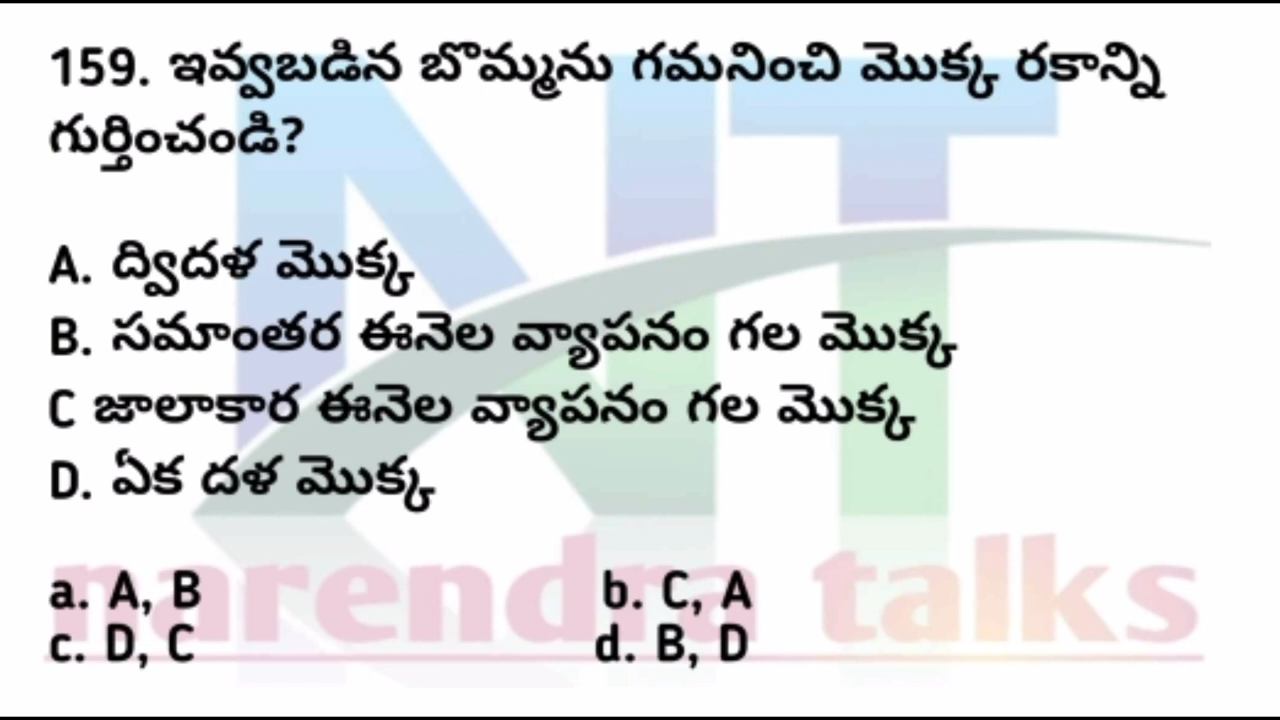 159. ఇవ్వబడిన బొమ్మను గమనించి మొక్క రకాన్ని
గుర్తించండి?
A. ద్విదళ మొక్క
B. సమాంతర ఈనెల వ్యాపనం గల మొక్క
C జాలాకార ఈనెల వ్యాపనం గల మొక్క
D. ఏక దళ మొక్క
a. A, B b. C, A
c. D, C d. B, D
NT
narendra talks